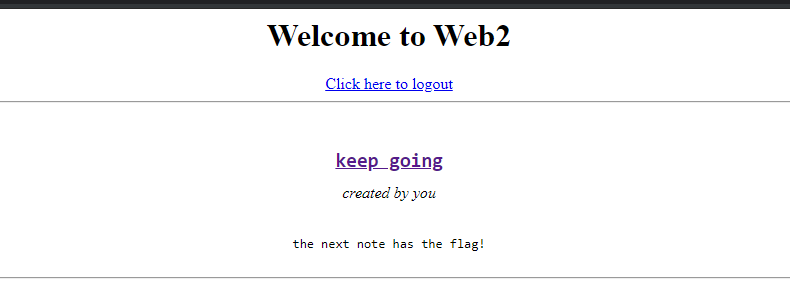 Welcome to Web2
Click here to logout
keep going
created by you
the next note has the flag!